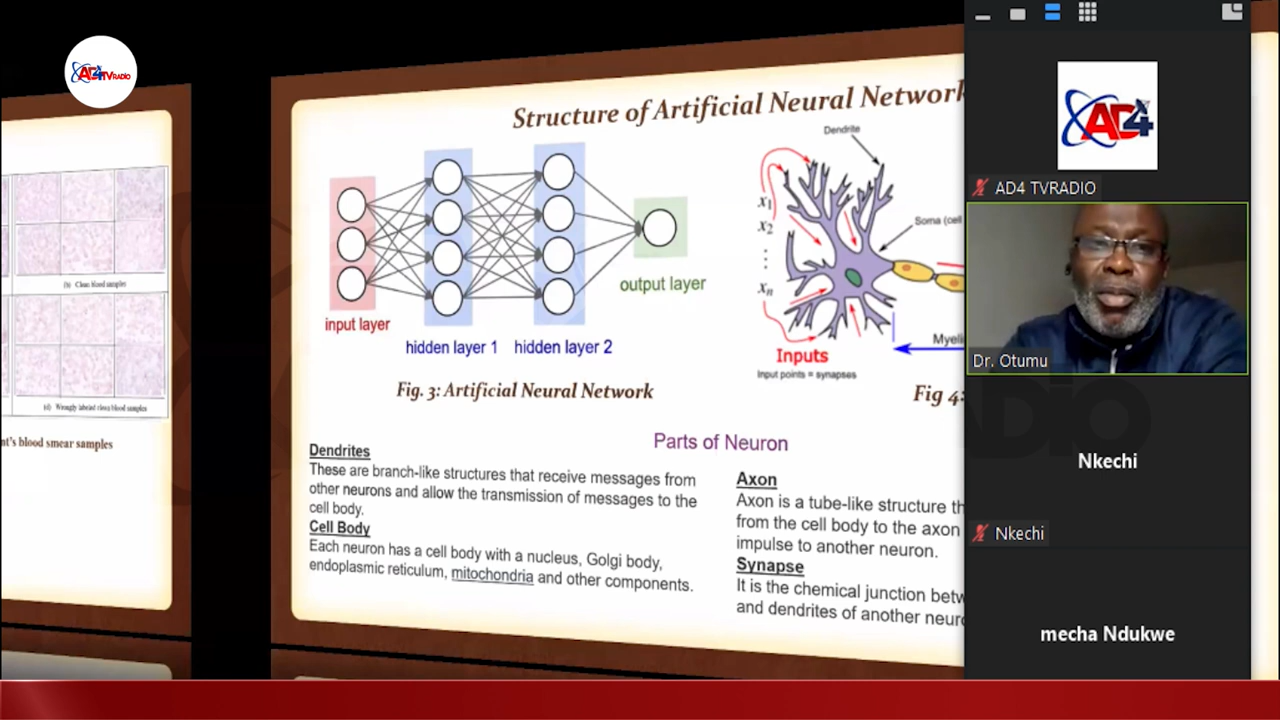 AD4TVRADIO
(b) Clean blood samples
(d) Wrongly labeled clean blood samples
nt's blood smear samples
Structure of Artificial Neural Network
input layer
hidden layer 1
hidden layer 2
output layer
Fig. 3: Artificial Neural Network
Dendrite
Soma (cell
x1
x2
xn
Myeli
Inputs
Input points = synapses
Fig 4:
Parts of Neuron
Dendrites
These are branch-like structures that receive messages from
other neurons and allow the transmission of messages to the
cell body.
Cell Body
Each neuron has a cell body with a nucleus, Golgi body,
endoplasmic reticulum, mitochondria and other components.
Axon
Axon is a tube-like structure th
from the cell body to the axon
impulse to another neuron.
Synapse
It is the chemical junction betw
and dendrites of another neuro
AD4
AD4 TVRADIO
Dr. Otumu
Nkechi
Nkechi
mecha Ndukwe